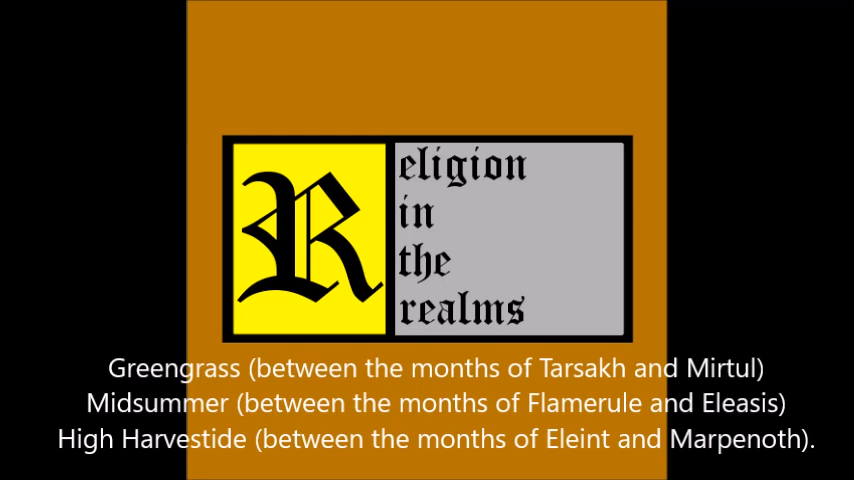 Religion
in
the
realms
Greengrass (between the months of Tarsakh and Mirtul)
Midsummer (between the months of Flamerule and Eleasis)
High Harvestide (between the months of Eleint and Marpenoth).